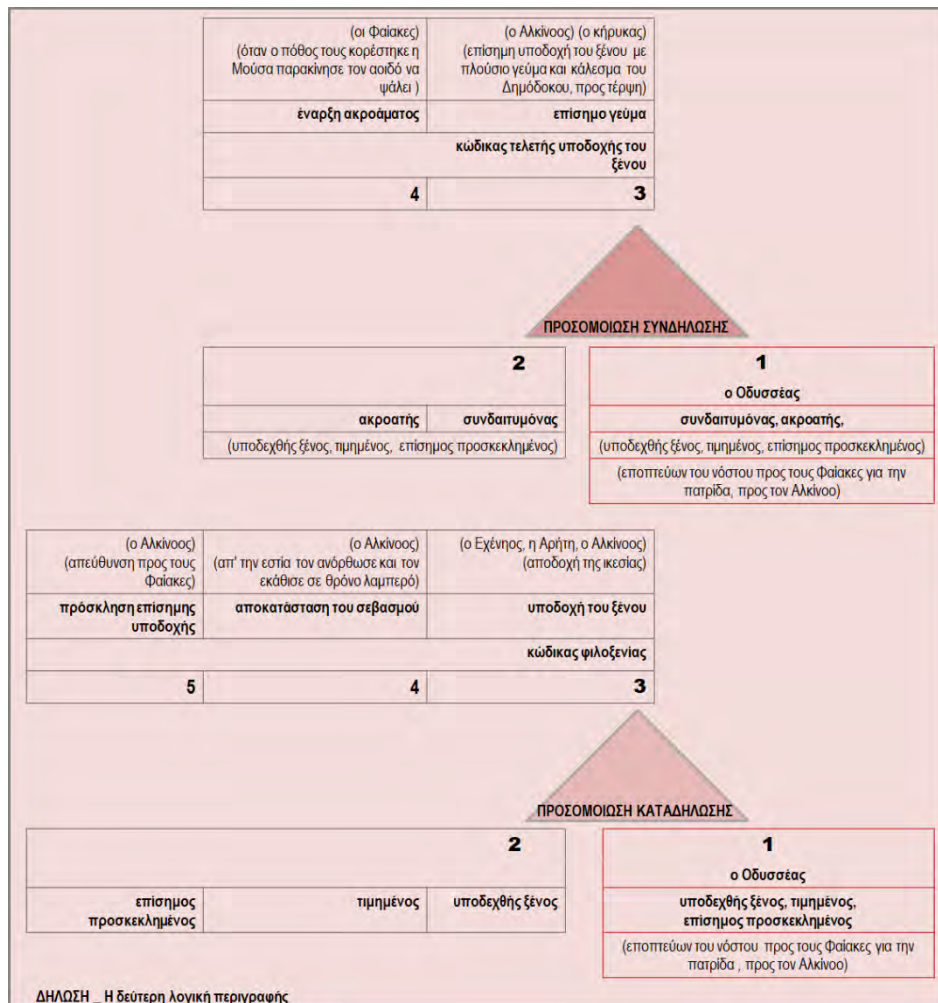 (οι Φαίακες)
(όταν ο πόθος τους κορέστηκε η
Μούσα παρακίνησε τον αοιδό να
ψάλει )
(ο Αλκίνοος) (ο κήρυκας)
(επίσημη υποδοχή του ξένου με
πλούσιο γεύμα και κάλεσμα του
Δημόδοκου, προς τέρψη)
έναρξη ακροάματος
επίσημο γεύμα
κώδικας τελετής υποδοχής του
ξένου
4
3
ΠΡΟΣΟΜΟΙΩΣΗ ΣΥΝΔΗΛΩΣΗΣ
2
ακροατής
συνδαιτυμόνας
(υποδεχθής ξένος, τιμημένος, επίσημος προσκεκλημένος)
1
ο Οδυσσέας
συνδαιτυμόνας, ακροατής,
(υποδεχθής ξένος, τιμημένος, επίσημος προσκεκλημένος)
(εποπτεύων του νόστου προς τους Φαίακες για την
πατρίδα, προς τον Αλκίνοο)
(ο Αλκίνοος)
(απεύθυνση προς τους
Φαίακες)
(ο Αλκίνοος)
(απ' την εστία τον ανόρθωσε και τον
εκάθισε σε θρόνο λαμπερό)
(ο Εχένηος, η Αρήτη, ο Αλκίνοος)
(αποδοχή της ικεσίας)
πρόσκληση επίσημης
υποδοχής
αποκατάσταση του σεβασμού
υποδοχή του ξένου
κώδικας φιλοξενίας
5
4
3
ΠΡΟΣΟΜΟΙΩΣΗ ΚΑΤΑΔΗΛΩΣΗΣ
2
επίσημος
προσκεκλημένος
τιμημένος
υποδεχθής ξένος
1
ο Οδυσσέας
υποδεχθής ξένος, τιμημένος,
επίσημος προσκεκλημένος
(εποπτεύων του νόστου προς τους Φαίακες για την
πατρίδα , προς τον Αλκίνοο)
ΔΗΛΩΣΗ _ Η δεύτερη λογική περιγραφής